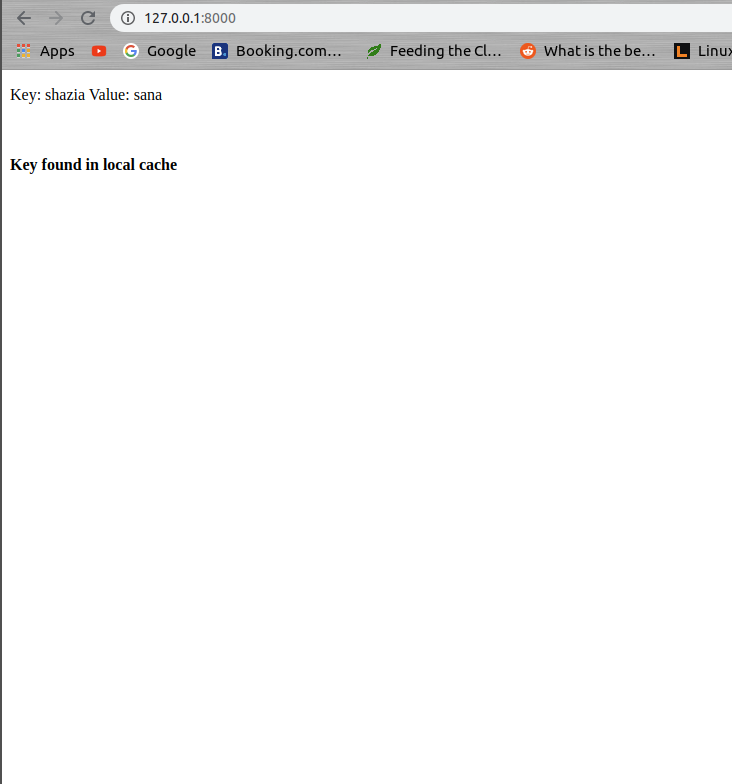 127.0.0.1:8000
Apps Google Booking.com… Feeding the Cl… What is the be… Linux
Key: shazia Value: sana
Key found in local cache